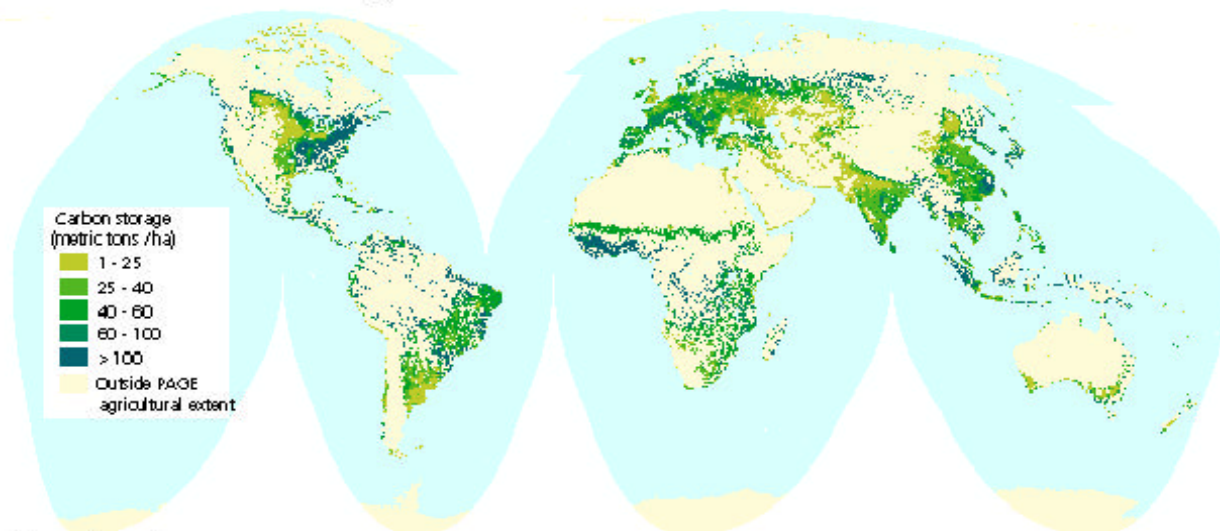 Carbon storage
(metric tons /ha)
1 - 25
25 - 40
40 - 60
60 - 100
> 100
Outside PAGE
agricultural extent